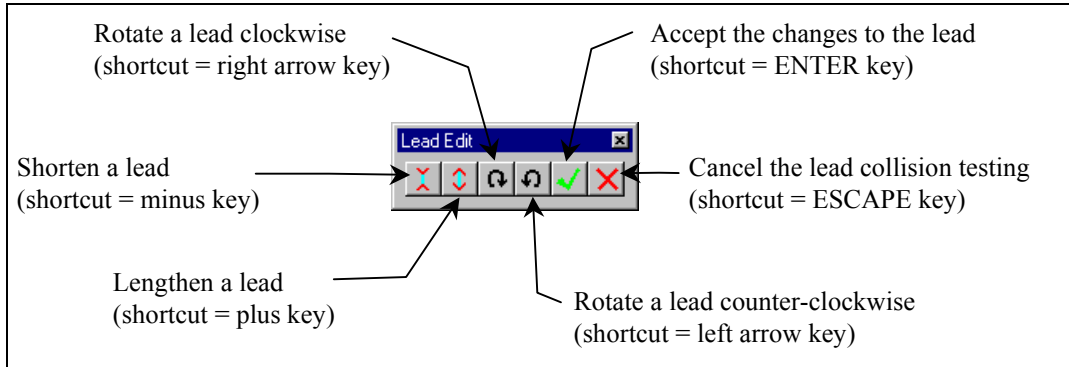 Rotate a lead clockwise
(shortcut = right arrow key)
Accept the changes to the lead
(shortcut = ENTER key)
Lead Edit
Shorten a lead
(shortcut = minus key)
Cancel the lead collision testing
(shortcut = ESCAPE key)
Lengthen a lead
(shortcut = plus key)
Rotate a lead counter-clockwise
(shortcut = left arrow key)